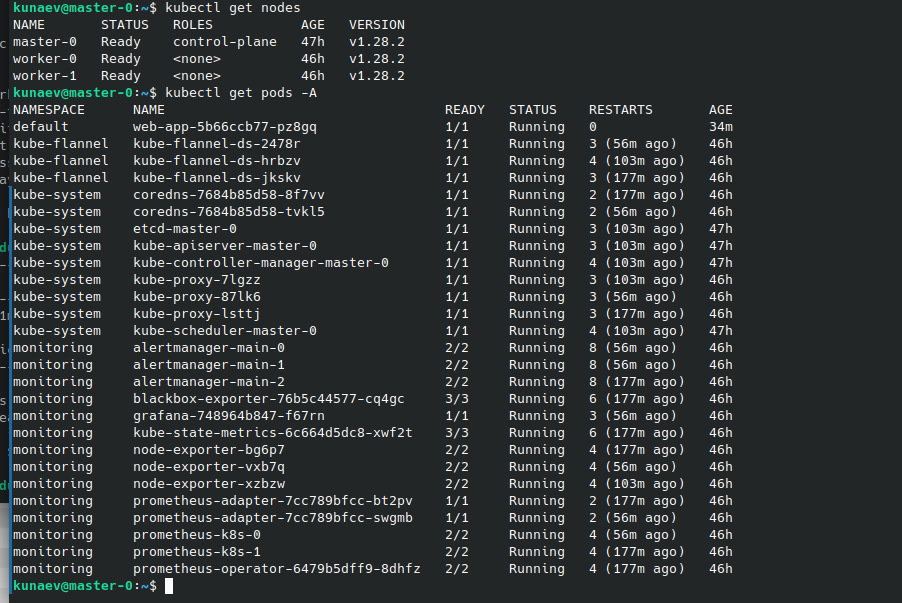 kunaev@master-0:~$ kubectl get nodes
NAME STATUS ROLES AGE VERSION
master-0 Ready control-plane 47h v1.28.2
worker-0 Ready <none> 46h v1.28.2
worker-1 Ready <none> 46h v1.28.2
kunaev@master-0:~$ kubectl get pods -A
NAMESPACE NAME READY STATUS RESTARTS AGE
default web-app-5b66ccb77-pz8gq 1/1 Running 0 34m
kube-flannel kube-flannel-ds-2478r 1/1 Running 3 (56m ago) 46h
kube-flannel kube-flannel-ds-hrbzv 1/1 Running 4 (103m ago) 46h
kube-flannel kube-flannel-ds-jkskv 1/1 Running 3 (177m ago) 46h
kube-system coredns-7684b85d58-8f7vv 1/1 Running 2 (177m ago) 46h
kube-system coredns-7684b85d58-tvkl5 1/1 Running 2 (56m ago) 46h
kube-system etcd-master-0 1/1 Running 3 (103m ago) 47h
kube-system kube-apiserver-master-0 1/1 Running 3 (103m ago) 47h
kube-system kube-controller-manager-master-0 1/1 Running 4 (103m ago) 47h
kube-system kube-proxy-7lgzz 1/1 Running 3 (103m ago) 46h
kube-system kube-proxy-87lk6 1/1 Running 3 (56m ago) 46h
kube-system kube-proxy-lsttj 1/1 Running 3 (177m ago) 46h
kube-system kube-scheduler-master-0 1/1 Running 4 (103m ago) 47h
monitoring alertmanager-main-0 2/2 Running 8 (56m ago) 46h
monitoring alertmanager-main-1 2/2 Running 8 (56m ago) 46h
monitoring alertmanager-main-2 2/2 Running 8 (177m ago) 46h
monitoring blackbox-exporter-76b5c44577-cq4gc 3/3 Running 6 (177m ago) 46h
monitoring grafana-748964b847-f67rn 1/1 Running 3 (56m ago) 46h
monitoring kube-state-metrics-6c664d5dc8-xwf2t 3/3 Running 6 (177m ago) 46h
monitoring node-exporter-bg6p7 2/2 Running 4 (177m ago) 46h
monitoring node-exporter-vxb7q 2/2 Running 4 (56m ago) 46h
monitoring node-exporter-xzbzw 2/2 Running 4 (103m ago) 46h
monitoring prometheus-adapter-7cc789bfcc-bt2pv 1/1 Running 2 (177m ago) 46h
monitoring prometheus-adapter-7cc789bfcc-swgmb 1/1 Running 2 (56m ago) 46h
monitoring prometheus-k8s-0 2/2 Running 4 (56m ago) 46h
monitoring prometheus-k8s-1 2/2 Running 4 (177m ago) 46h
monitoring prometheus-operator-6479b5dff9-8dhfz 2/2 Running 4 (177m ago) 46h
kunaev@master-0:~$